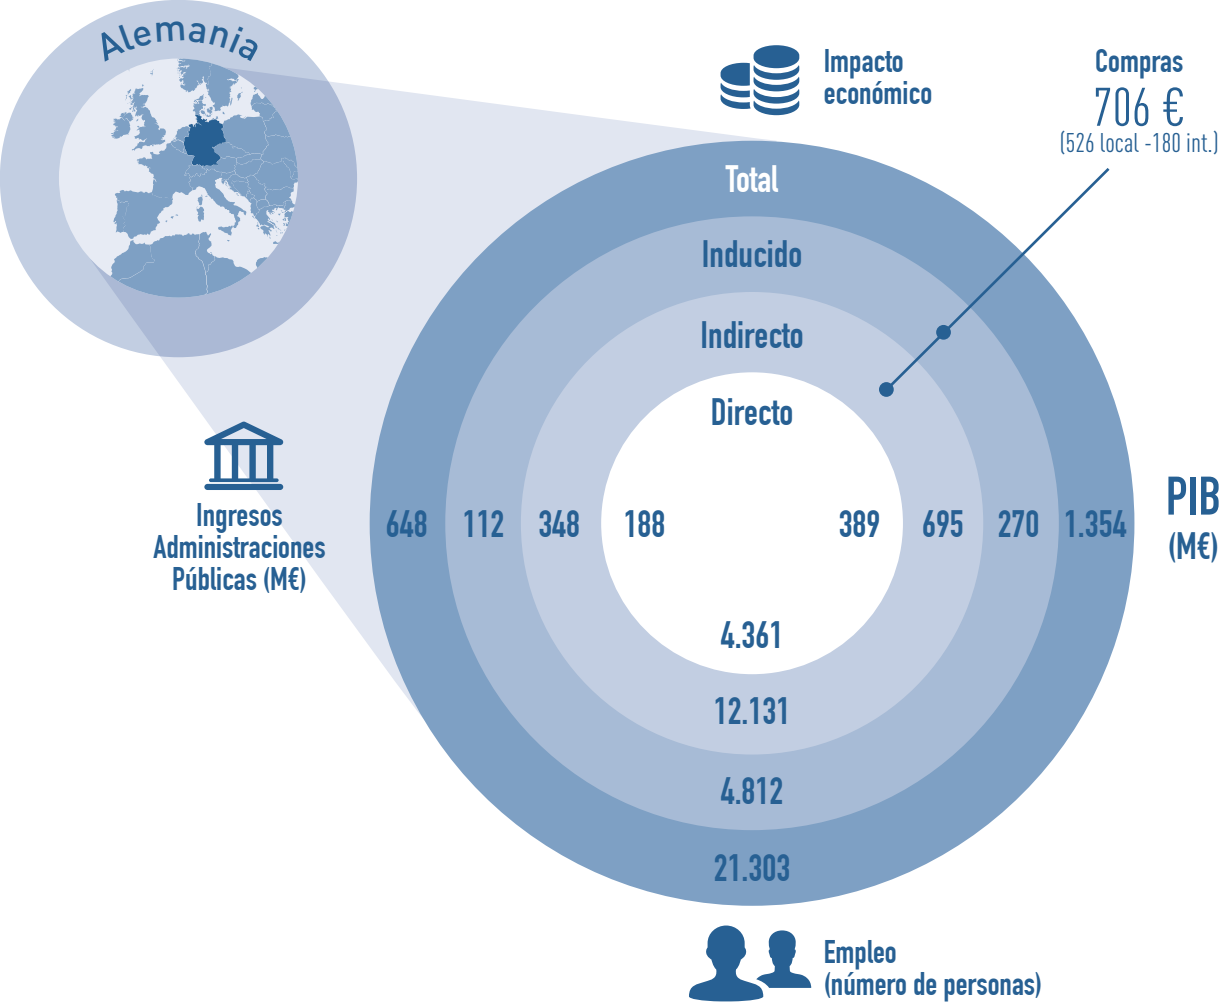 Alemania
Impacto
económico
Compras
706 €
(526 local -180 int.)
Total
Inducido
Indirecto
Directo
Ingresos
Administraciones
Públicas (M€)
648 112 348 188 389 695 270 1.354
PIB
(M€)
4.361
12.131
4.812
21.303
Empleo
(número de personas)